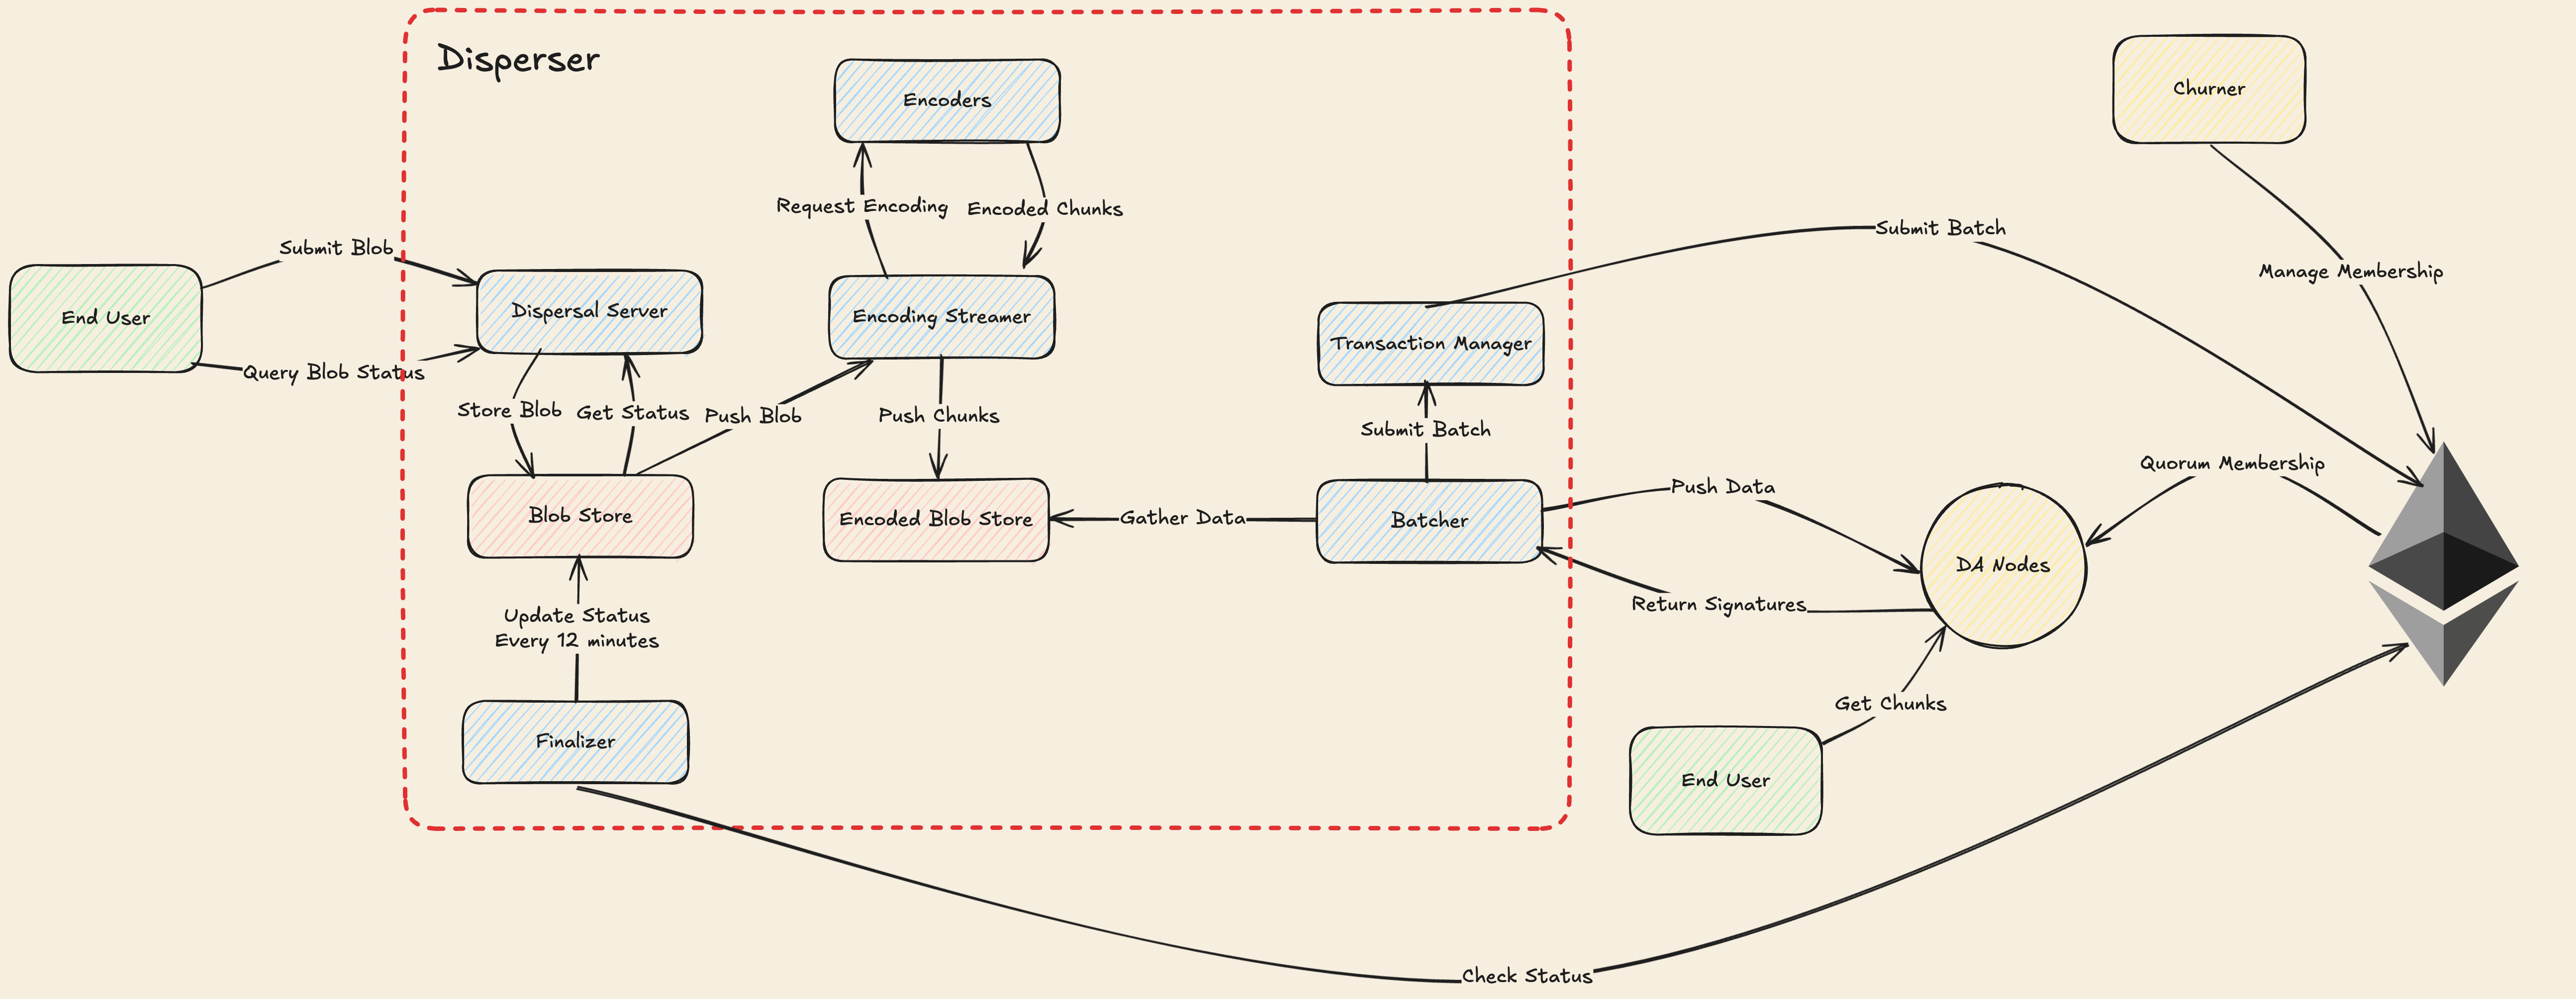 Disperser
Encoders
Churner
Request Encoding
Encoded Chunks
Submit Blob
Submit Batch
Manage Membership
End User
Dispersal Server
Encoding Streamer
Transaction Manager
Query Blob Status
Store Blob
Get Status
Push Blob
Push Chunks
Submit Batch
Quorum Membership
Push Data
Blob Store
Encoded Blob Store
Gather Data
Batcher
DA Nodes
Return Signatures
Update Status
Every 12 minutes
Get Chunks
Finalizer
End User
Check Status